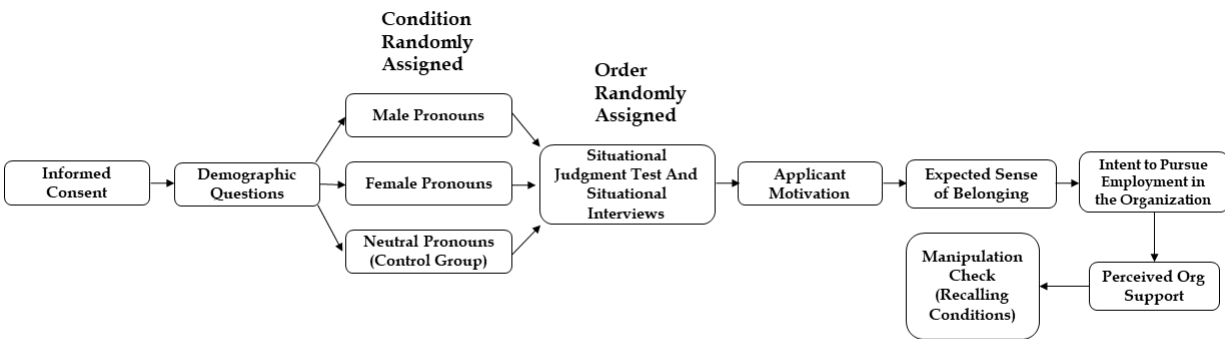 Condition
Randomly
Assigned
Order
Randomly
Assigned
Informed
Consent
Demographic
Questions
Male Pronouns
Female Pronouns
Neutral Pronouns
(Control Group)
Situational
Judgment Test And
Situational
Interviews
Applicant
Motivation
Expected Sense
of Belonging
Intent to Pursue
Employment in
the Organization
Perceived Org
Support
Manipulation
Check
(Recalling
Conditions)